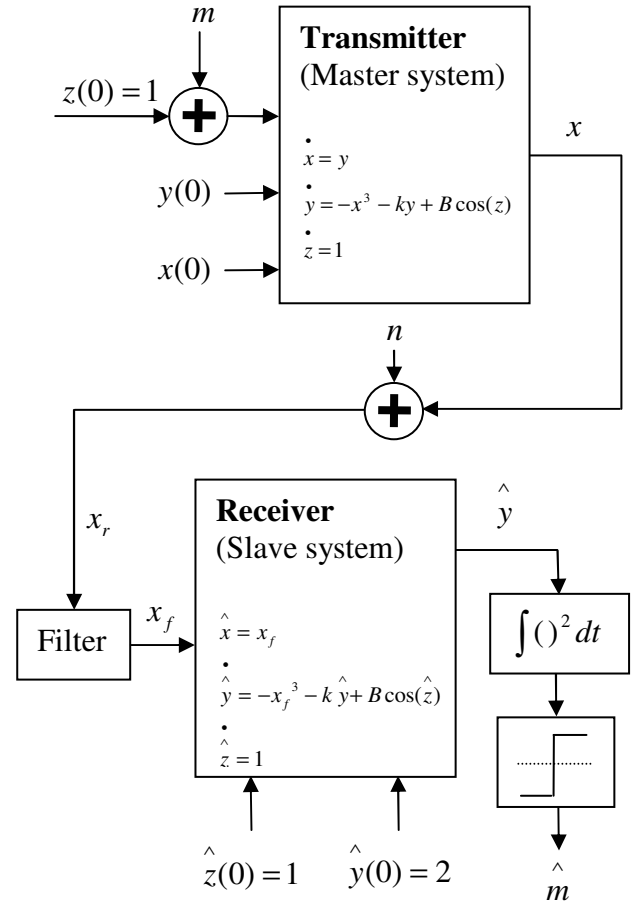 m
Transmitter
(Master system)
z(0) = 1
+
x
ẋ = y
y(0)
ẏ = −x³ − ky + B cos(z)
ż = 1
x(0)
n
+
ŷ
Receiver
(Slave system)
x_r
x_f
Filter
x̂ = x_f
∫()² dt
ŷ̇ = −x_f³ − k ŷ + B cos(ẑ)
ẑ̇ = 1
ẑ(0) = 1
ŷ(0) = 2
m̂